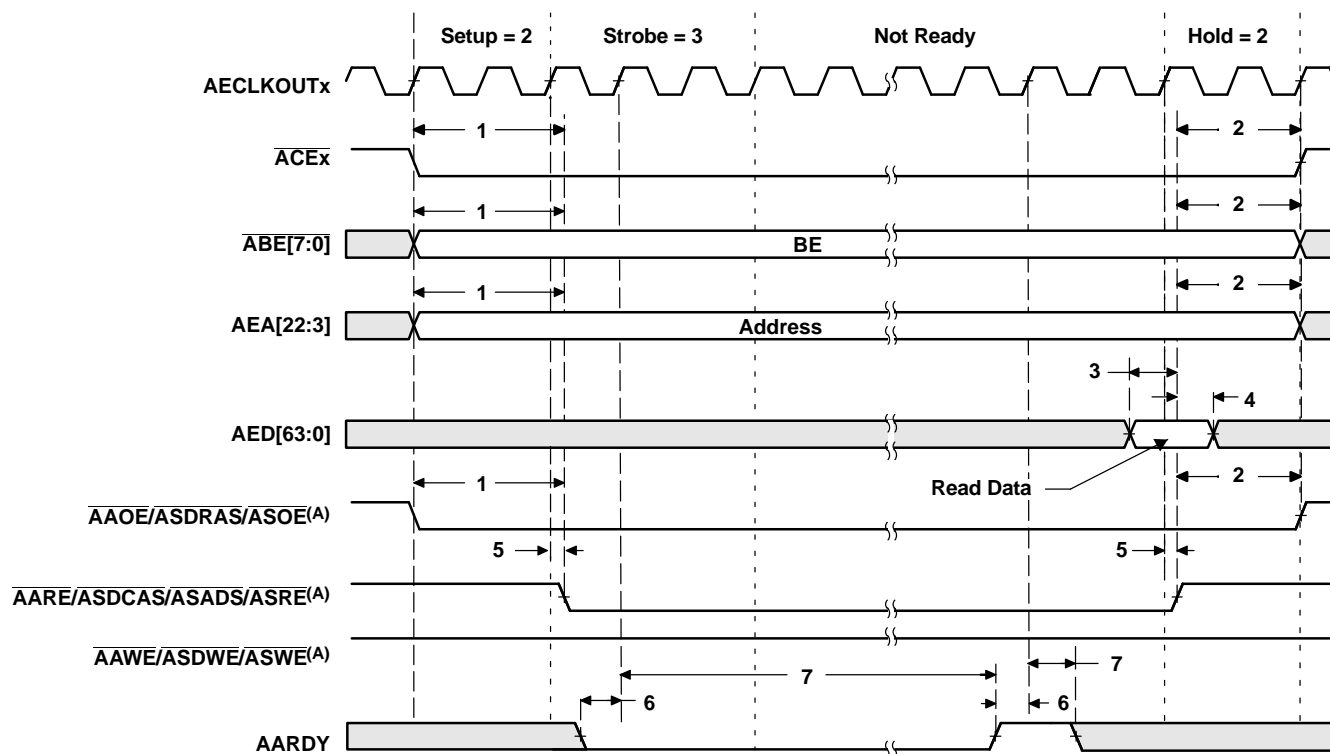 Setup = 2 Strobe = 3 Not Ready Hold = 2
AECLKOUTx
1 2
ACEx
1 2
ABE[7:0] BE
1 2
AEA[22:3] Address
3
4
AED[63:0]
1 Read Data 2
AAOE/ASDRAS/ASOE(A)
5 5
AARE/ASDCAS/ASADS/ASRE(A)
AAWE/ASDWE/ASWE(A)
7 7
6 6
AARDY